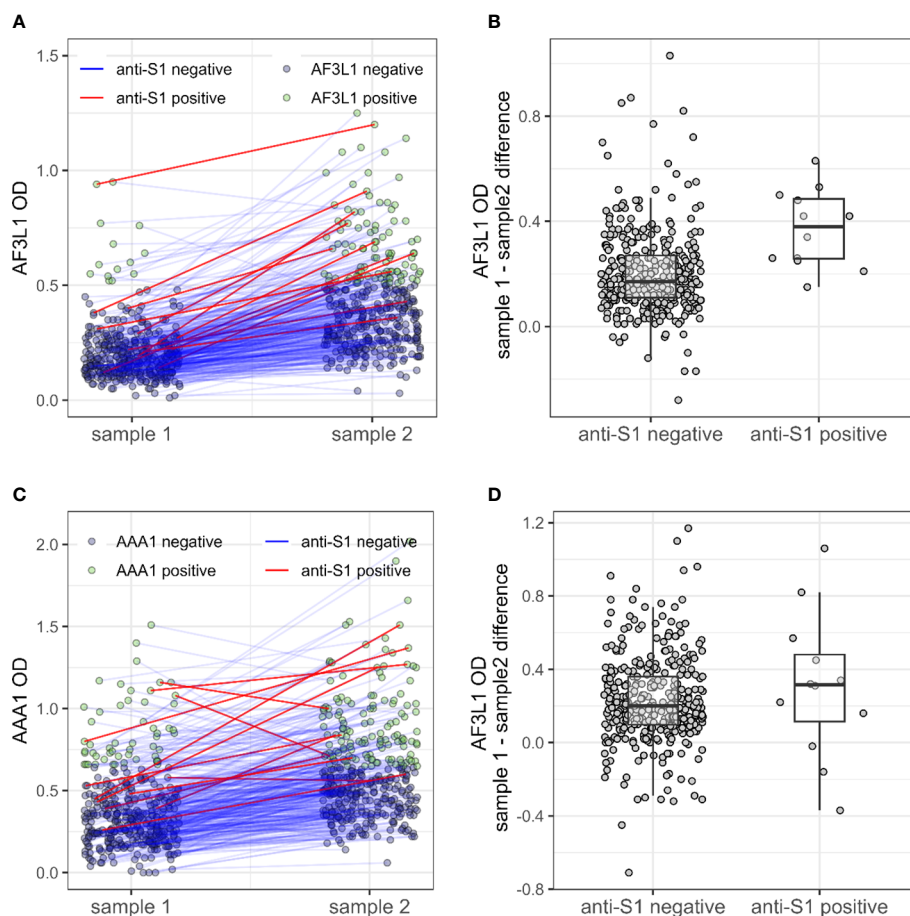 A
AF3L1 OD
1.5
1.0
0.5
0.0
anti-S1 negative
AF3L1 negative
anti-S1 positive
AF3L1 positive
sample 1
sample 2
B
AF3L1 OD
sample 1 - sample2 difference
0.8
0.4
0.0
anti-S1 negative
anti-S1 positive
C
AAA1 OD
2.0
1.5
1.0
0.5
0.0
AAA1 negative
anti-S1 negative
AAA1 positive
anti-S1 positive
sample 1
sample 2
D
AF3L1 OD
sample 1 - sample2 difference
1.2
0.8
0.4
0.0
-0.4
-0.8
anti-S1 negative
anti-S1 positive